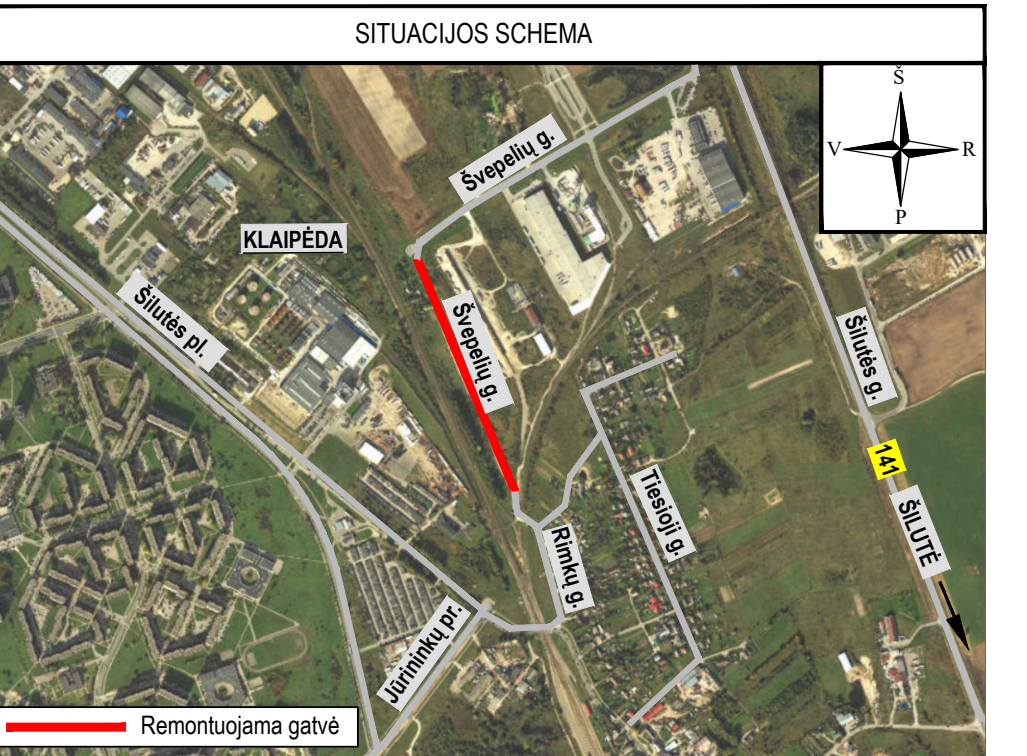 SITUACIJOS SCHEMA
Š
V
R
P
Švepelių g.
KLAIPĖDA
Šilutės pl.
Švepelių g.
Šilutės g.
141
ŠILUTĖ
Tiesioji g.
Rimkų g.
Jūrininkų pr.
Remontuojama gatvė